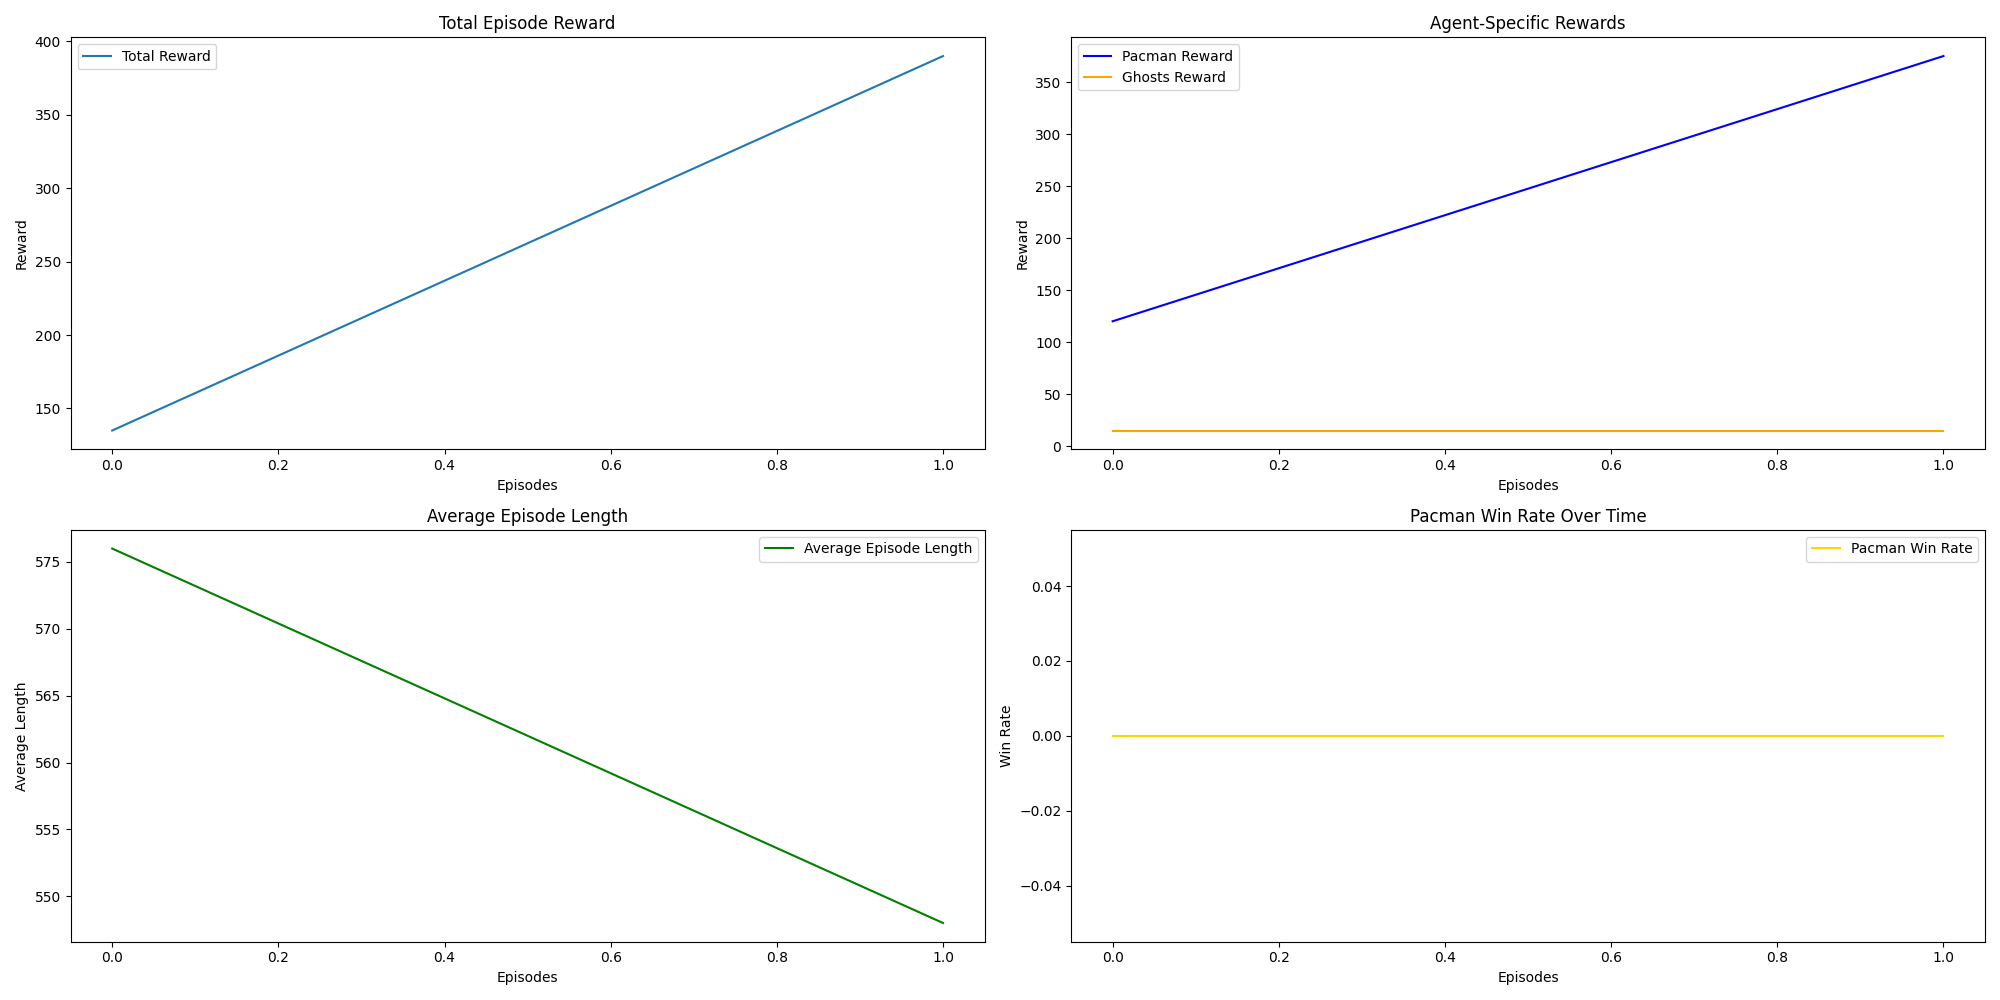 Total Episode Reward
Total Reward
400
350
300
250
200
150
Reward
0.0 0.2 0.4 0.6 0.8 1.0
Episodes
Agent-Specific Rewards
Pacman Reward
Ghosts Reward
350
300
250
200
150
100
50
0
Reward
0.0 0.2 0.4 0.6 0.8 1.0
Episodes
Average Episode Length
Average Episode Length
575
570
565
560
555
550
Average Length
0.0 0.2 0.4 0.6 0.8 1.0
Episodes
Pacman Win Rate Over Time
Pacman Win Rate
0.04
0.02
0.00
−0.02
−0.04
Win Rate
0.0 0.2 0.4 0.6 0.8 1.0
Episodes